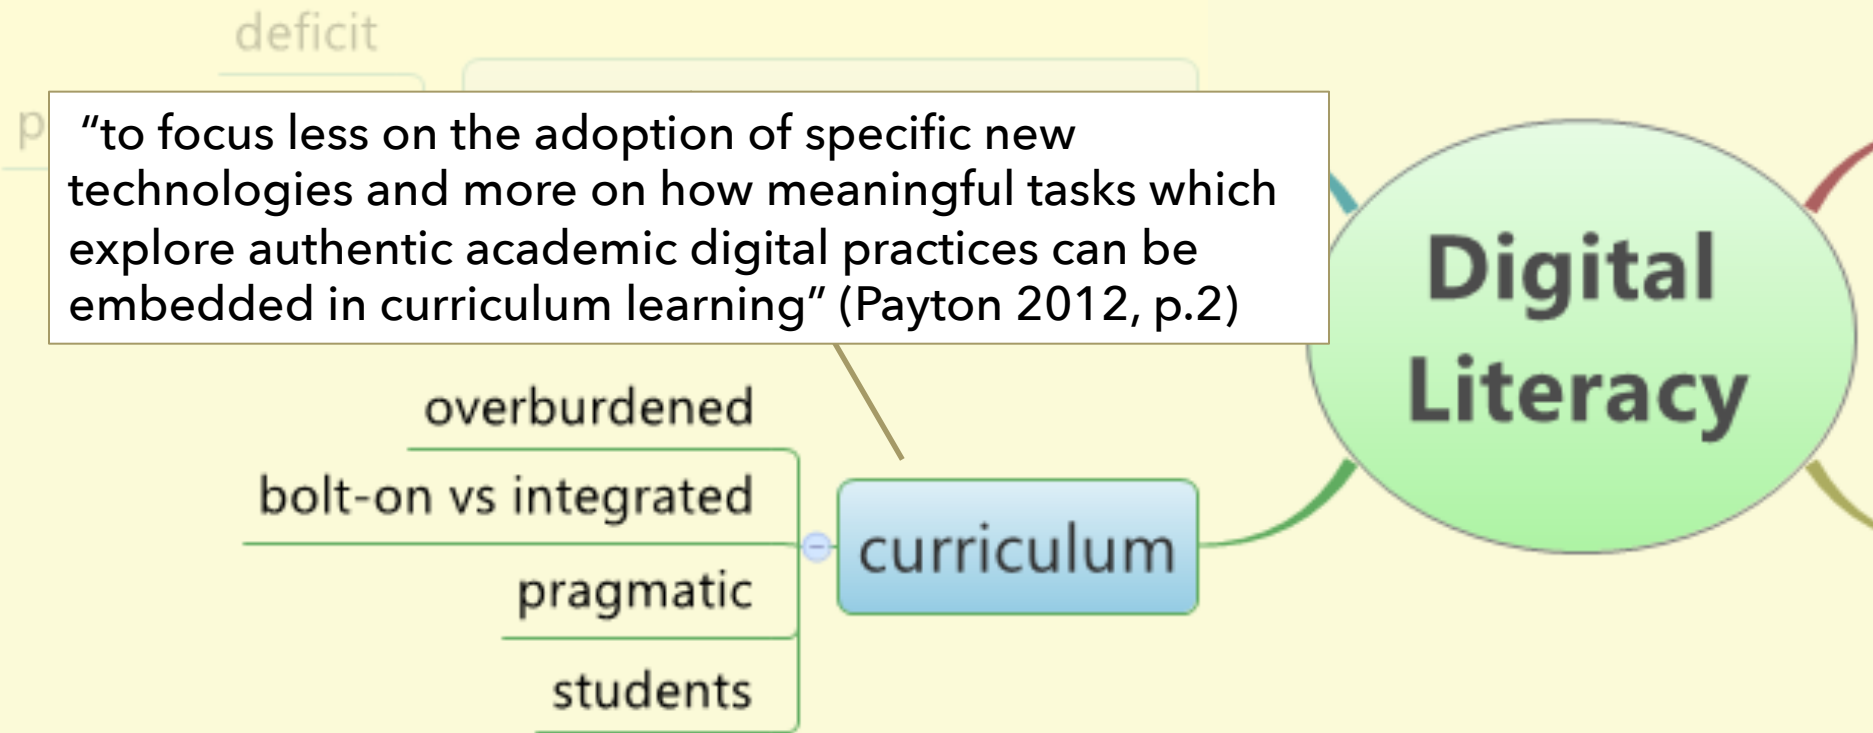 deficit
“to focus less on the adoption of specific new
technologies and more on how meaningful tasks which
explore authentic academic digital practices can be
embedded in curriculum learning” (Payton 2012, p.2)
Digital
Literacy
overburdened
bolt-on vs integrated
curriculum
pragmatic
students